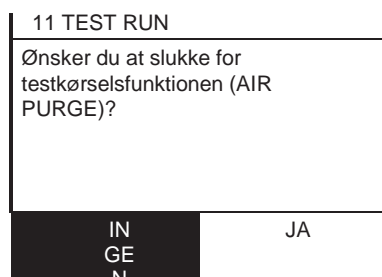 11 TEST RUN
Ønsker du at slukke for
testkørselsfunktionen (AIR
PURGE)?
IN
GE
N
JA